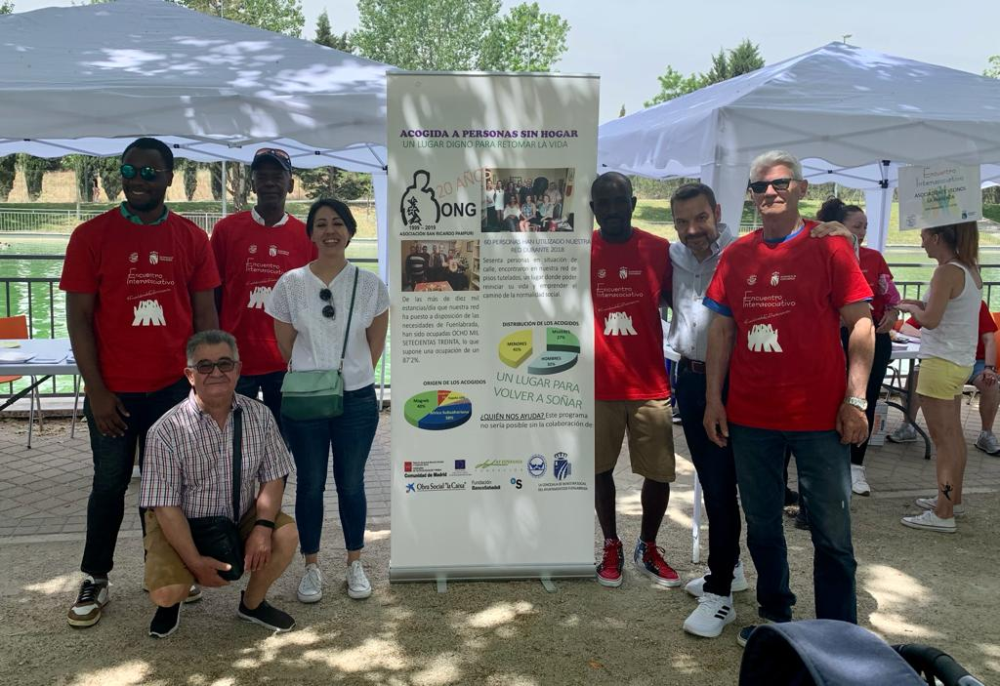 ACOGIDA A PERSONAS SIN HOGAR
UN LUGAR DIGNO PARA RETOMAR LA VIDA
20 AÑOS
ONG
1999 - 2019
ASOCIACIÓN SAN RICARDO PAMPURI
60 PERSONAS HAN UTILIZADO NUESTRA
RED DURANTE 2018
Sesenta personas en situación de
calle, encontraron en nuestra red de
pisos tutelados, un lugar donde poder
reiniciar su vida y emprender el
camino de la normalidad social.
De las más de diez mil
estancias/día que nuestra red
ha puesto a disposición de las
necesidades de Fuenlabrada,
han sido ocupadas OCHO MIL
SETECIENTAS TREINTA, lo que
supone una ocupación de un
87'2%.
DISTRIBUCIÓN DE LOS ACOGIDOS
MENORES
MUJERES
27%
HOMBRES
ORIGEN DE LOS ACOGIDOS
Magreb
40%
África Subsahariana
UN LUGAR PARA
VOLVER A SOÑAR
¿QUIÉN NOS AYUDA? Este programa
no sería posible sin la colaboración de
Comunidad de Madrid
Obra Social "la Caixa"
Fundación
BancoSabadell
Encuentro
Interasociativo
Encuentro
Interasociativo
Encuentro
Interasociativo
Encuentro
Interasociativo
Encuentro
Interasociativo